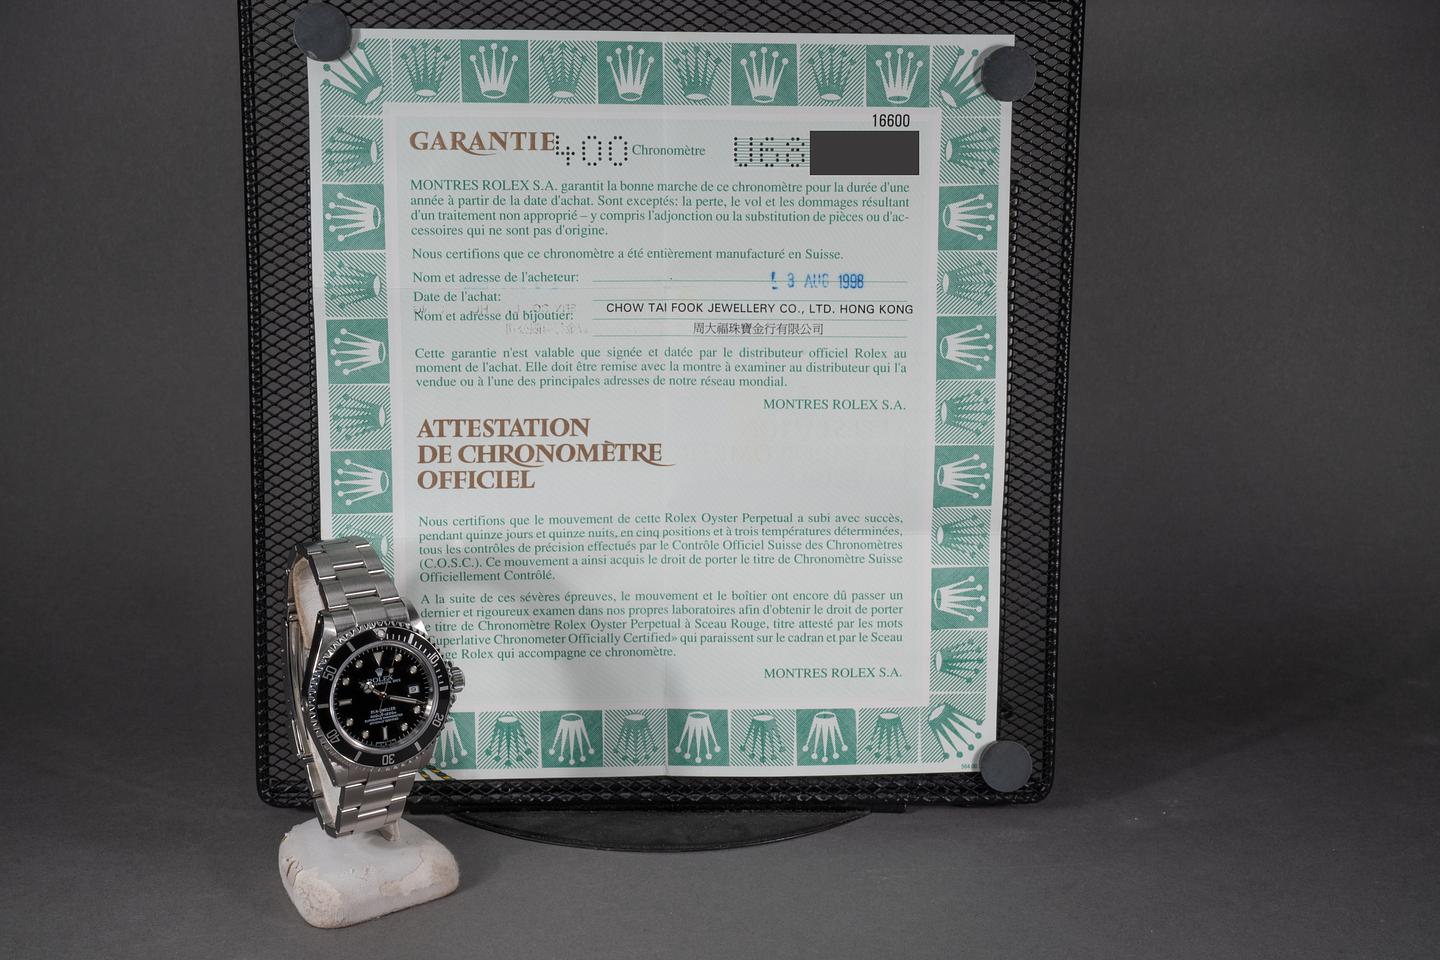 16600
GARANTIE 400 Chronomètre U68
MONTRES ROLEX S.A. garantit la bonne marche de ce chronomètre pour la durée d'une
année à partir de la date d'achat. Sont exceptés: la perte, le vol et les dommages résultant
d'un traitement non approprié – y compris l'adjonction ou la substitution de pièces ou d'ac-
cessoires qui ne sont pas d'origine.
Nous certifions que ce chronomètre a été entièrement manufacturé en Suisse.
Nom et adresse de l'acheteur:
3 AUG 1998
Date de l'achat:
Nom et adresse du bijoutier: CHOW TAI FOOK JEWELLERY CO., LTD. HONG KONG
周大福珠寶金行有限公司
Cette garantie n'est valable que signée et datée par le distributeur officiel Rolex au
moment de l'achat. Elle doit être remise avec la montre à examiner au distributeur qui l'a
vendue ou à l'une des principales adresses de notre réseau mondial.
MONTRES ROLEX S.A.
ATTESTATION
DE CHRONOMÈTRE
OFFICIEL
Nous certifions que le mouvement de cette Rolex Oyster Perpetual a subi avec succès,
pendant quinze jours et quinze nuits, en cinq positions et à trois températures déterminées,
tous les contrôles de précision effectués par le Contrôle Officiel Suisse des Chronomètres
(C.O.S.C.). Ce mouvement a ainsi acquis le droit de porter le titre de Chronomètre Suisse
Officiellement Contrôlé.
A la suite de ces sévères épreuves, le mouvement et le boîtier ont encore dû passer un
dernier et rigoureux examen dans nos propres laboratoires afin d'obtenir le droit de porter
le titre de Chronomètre Rolex Oyster Perpetual à Sceau Rouge, titre attesté par les mots
Superlative Chronometer Officially Certified» qui paraissent sur le cadran et par le Sceau
ge Rolex qui accompagne ce chronomètre.
MONTRES ROLEX S.A.
ROLEX
10
20
30
40
50